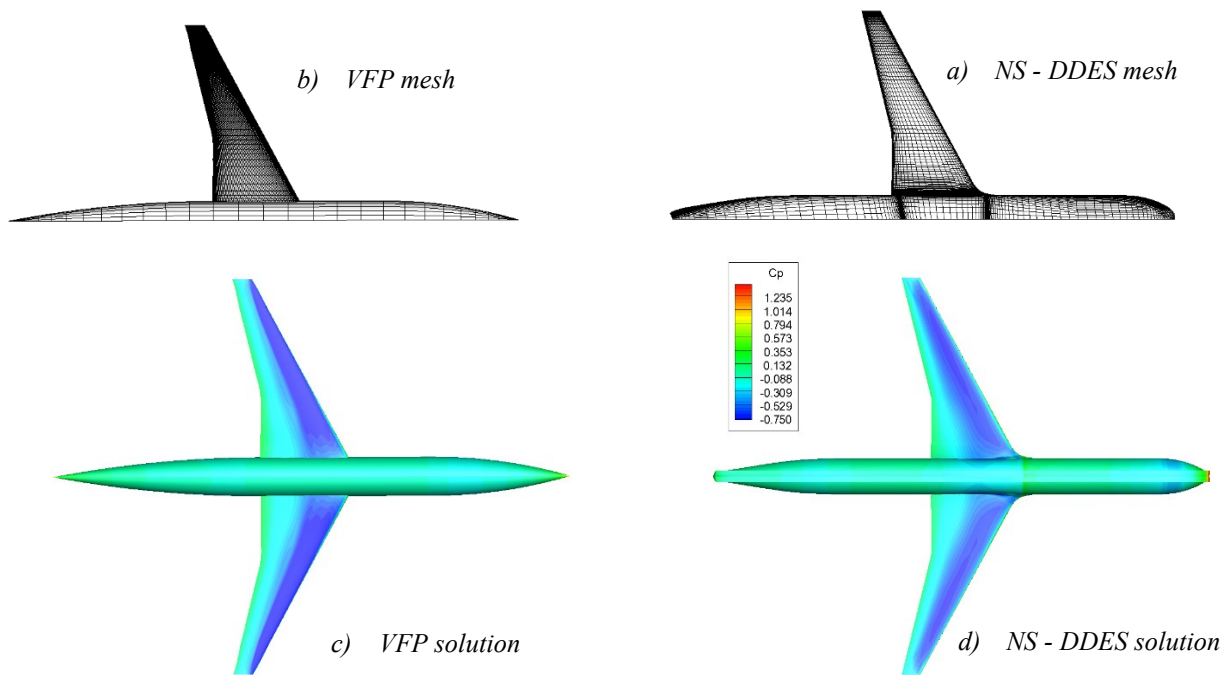 b) VFP mesh
a) NS - DDES mesh
Cp
1.235
1.014
0.794
0.573
0.353
0.132
-0.088
-0.309
-0.529
-0.750
c) VFP solution
d) NS - DDES solution